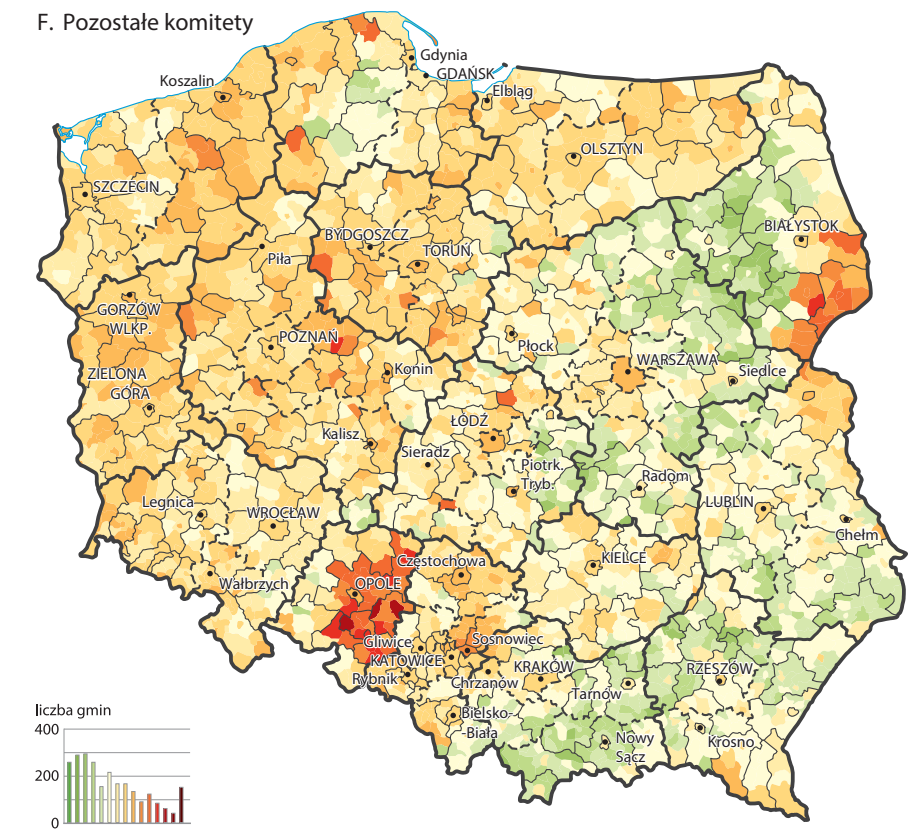 F. Pozostałe komitety
Gdynia
GDAŃSK
Koszalin
Elbląg
OLSZTYN
SZCZECIN
BIAŁYSTOK
BYDGOSZCZ
TORUŃ
Piła
GORZÓW
WLKP.
POZNAŃ
Płock
WARSZAWA
Konin
Siedlce
ZIELONA
GÓRA
ŁÓDŹ
Kalisz
Sieradz
Piotrk.
Tryb.
Radom
Legnica
WROCŁAW
LUBLIN
Chełm
Częstochowa
KIELCE
Wałbrzych
OPOLE
Gliwice
Sosnowiec
KATOWICE
KRAKÓW
RZESZÓW
Rybnik
Chrzanów
Tarnów
liczba gmin
Bielsko-
-Biała
Nowy
Sącz
Krosno
400
200
0